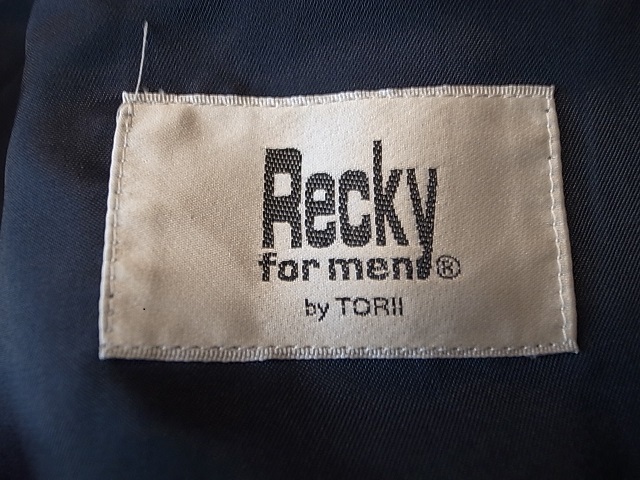 Recky
for men®
by TORII